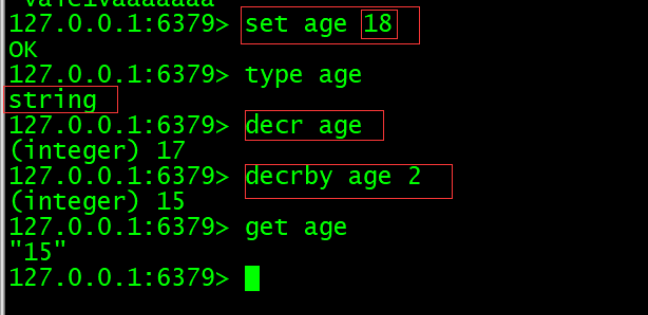 127.0.0.1:6379> set age 18
OK
127.0.0.1:6379> type age
string
127.0.0.1:6379> decr age
(integer) 17
127.0.0.1:6379> decrby age 2
(integer) 15
127.0.0.1:6379> get age
"15"
127.0.0.1:6379>